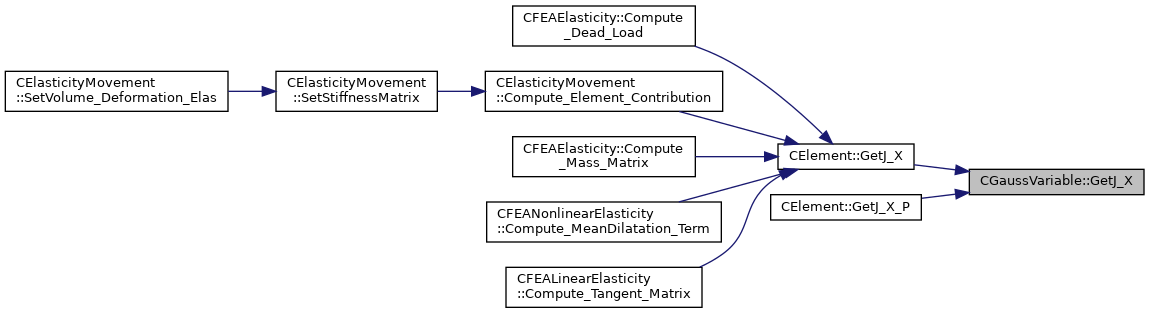 CFEAElasticity::Compute
_Dead_Load
CElasticityMovement
::SetVolume_Deformation_Elas
CElasticityMovement
::SetStiffnessMatrix
CElasticityMovement
::Compute_Element_Contribution
CFEAElasticity::Compute
_Mass_Matrix
CElement::GetJ_X
CGaussVariable::GetJ_X
CElement::GetJ_X_P
CFEANonlinearElasticity
::Compute_MeanDilatation_Term
CFEALinearElasticity
::Compute_Tangent_Matrix